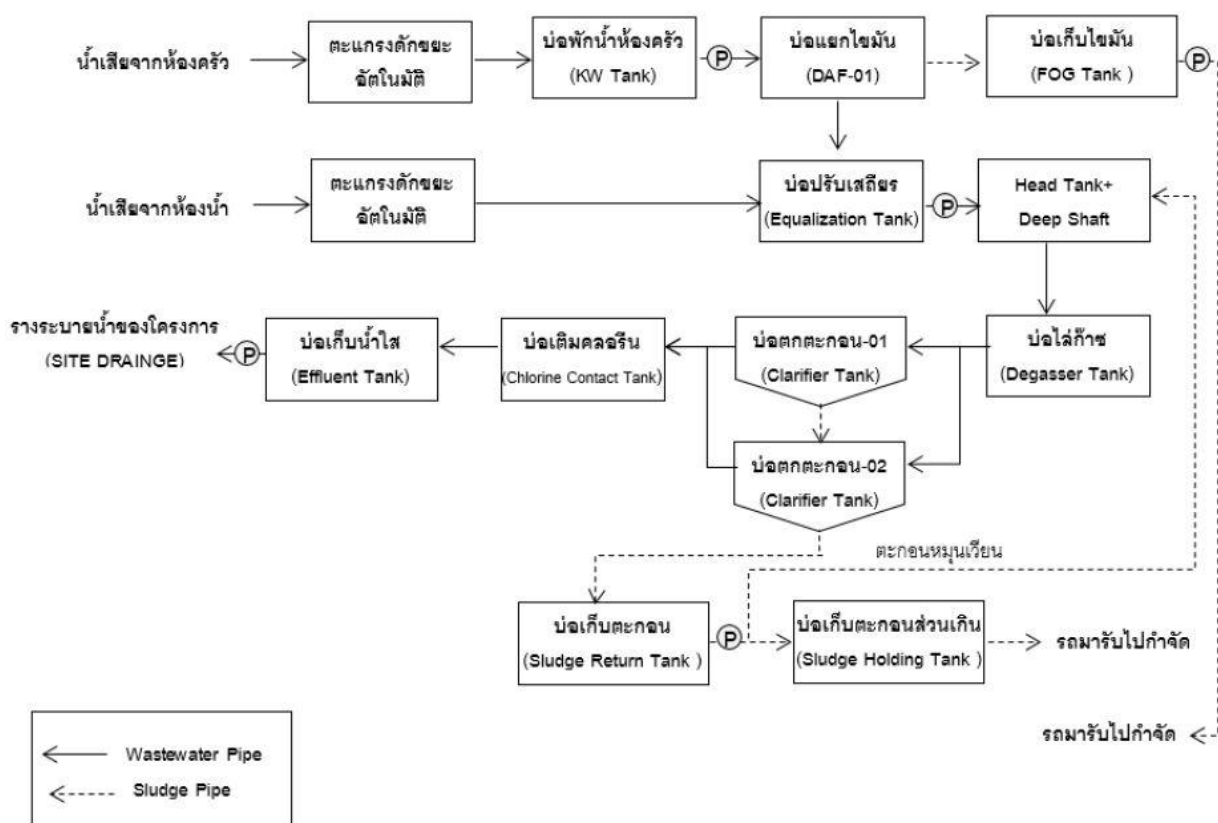 น้ำเสียจากห้องครัว
ตะแกรงดักขยะ
อัตโนมัติ
บ่อพักน้ำห้องครัว
(KW Tank)
P
บ่อแยกไขมัน
(DAF-01)
บ่อเก็บไขมัน
(FOG Tank )
P
น้ำเสียจากห้องน้ำ
ตะแกรงดักขยะ
อัตโนมัติ
บ่อปรับเสถียร
(Equalization Tank)
P
Head Tank+
Deep Shaft
รางระบายน้ำของโครงการ
(SITE DRAINGE)
P
บ่อเก็บน้ำใส
(Effluent Tank)
บ่อเติมคลอรีน
(Chlorine Contact Tank)
บ่อตกตะกอน-01
(Clarifier Tank)
บ่อไล่ก๊าซ
(Degasser Tank)
บ่อตกตะกอน-02
(Clarifier Tank)
ตะกอนหมุนเวียน
บ่อเก็บตะกอน
(Sludge Return Tank )
P
บ่อเก็บตะกอนส่วนเกิน
(Sludge Holding Tank )
รถมารับไปกำจัด
รถมารับไปกำจัด
Wastewater Pipe
Sludge Pipe